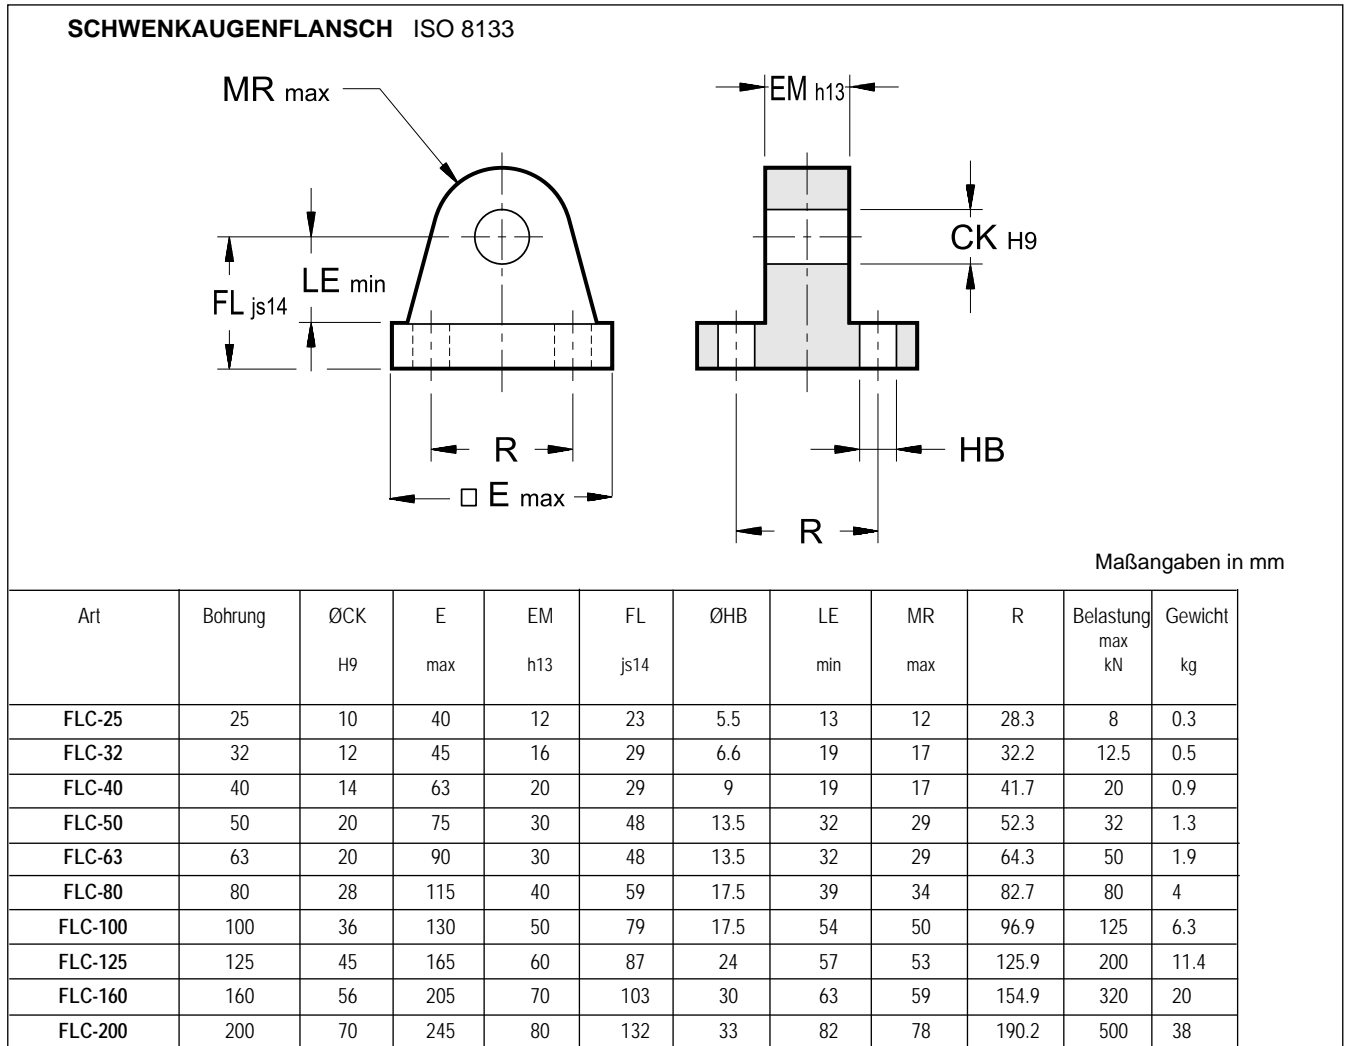 SCHWENKAUGENFLANSCH ISO 8133
MR max
EM h13
CK H9
LE min
FL js14
R
HB
□ E max
R
Maßangaben in mm
Art Bohrung ØCK E EM FL ØHB LE MR R Belastung Gewicht
max
H9 max h13 js14 min max kN kg
FLC-25 25 10 40 12 23 5.5 13 12 28.3 8 0.3
FLC-32 32 12 45 16 29 6.6 19 17 32.2 12.5 0.5
FLC-40 40 14 63 20 29 9 19 17 41.7 20 0.9
FLC-50 50 20 75 30 48 13.5 32 29 52.3 32 1.3
FLC-63 63 20 90 30 48 13.5 32 29 64.3 50 1.9
FLC-80 80 28 115 40 59 17.5 39 34 82.7 80 4
FLC-100 100 36 130 50 79 17.5 54 50 96.9 125 6.3
FLC-125 125 45 165 60 87 24 57 53 125.9 200 11.4
FLC-160 160 56 205 70 103 30 63 59 154.9 320 20
FLC-200 200 70 245 80 132 33 82 78 190.2 500 38